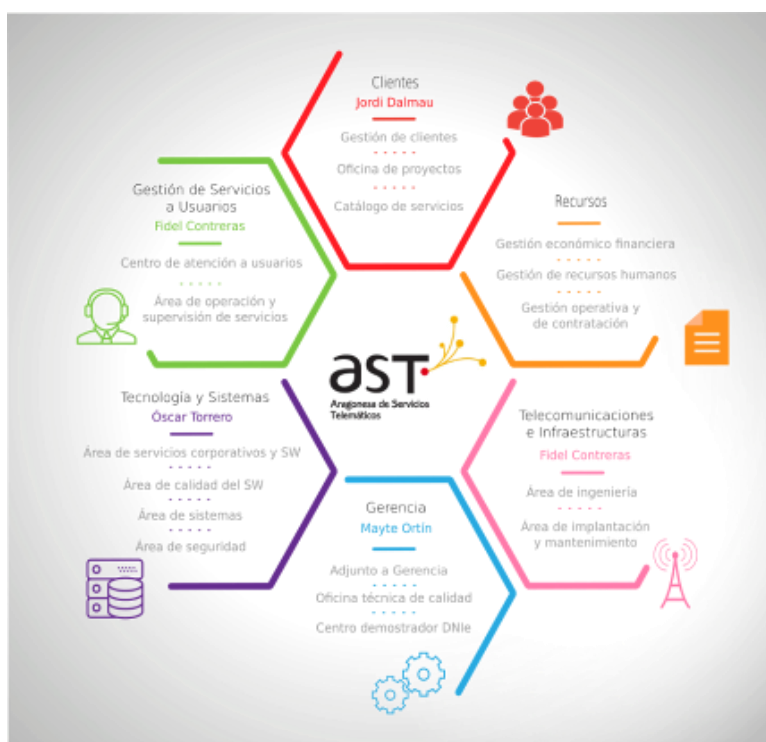 Clientes
Jordi Dalmau
Gestión de clientes
Oficina de proyectos
Catálogo de servicios
Gestión de Servicios
a Usuarios
Fidel Contreras
Centro de atención a usuarios
Área de operación y
supervisión de servicios
Recursos
Gestión económico financiera
Gestión de recursos humanos
Gestión operativa y
de contratación
aST
Aragonesa de Servicios
Telemáticos
Tecnología y Sistemas
Óscar Torrero
Área de servicios corporativos y SW
Área de calidad del SW
Área de sistemas
Área de seguridad
Telecomunicaciones
e Infraestructuras
Fidel Contreras
Área de ingeniería
Área de implantación
y mantenimiento
Gerencia
Mayte Ortín
Adjunto a Gerencia
Oficina técnica de calidad
Centro demostrador DNIe